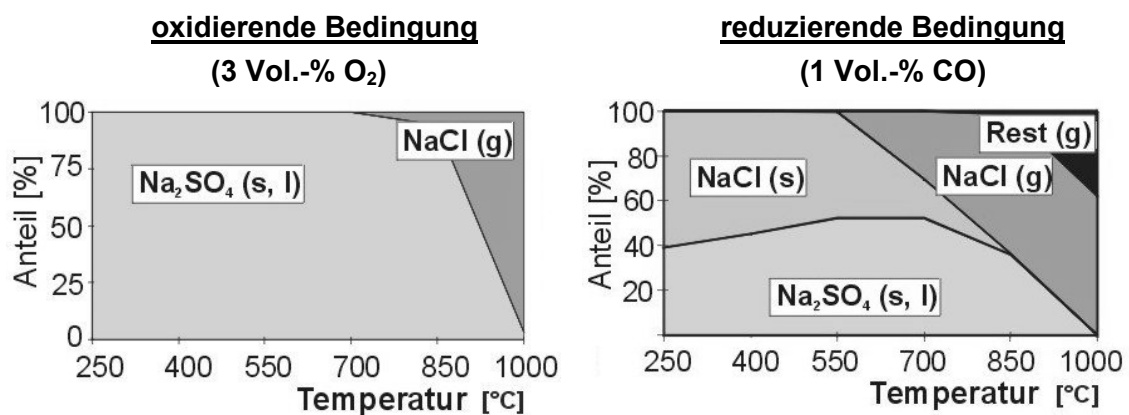 oxidierende Bedingung
(3 Vol.-% O₂)
100
75
50
25
0
Anteil [%]
Na₂SO₄ (s, l)
NaCl (g)
250 400 550 700 850 1000
Temperatur [°C]
reduzierende Bedingung
(1 Vol.-% CO)
100
80
60
40
20
Anteil [%]
Rest (g)
NaCl (s)
NaCl (g)
Na₂SO₄ (s, l)
250 400 550 700 850 1000
Temperatur [°C]